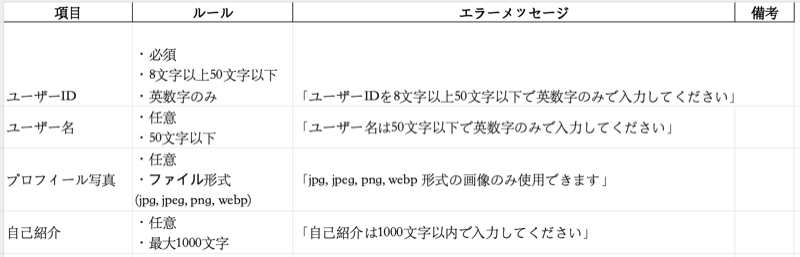 項目 ルール エラーメッセージ 備考
・必須
・8文字以上50文字以下
ユーザーID ・英数字のみ 「ユーザーIDを8文字以上50文字以下で英数字のみで入力してください」
・任意
ユーザー名 ・50文字以下 「ユーザー名は50文字以下で英数字のみで入力してください」
・任意
プロフィール写真 ・ファイル形式 「jpg, jpeg, png, webp 形式の画像のみ使用できます」
(jpg, jpeg, png, webp)
・任意
自己紹介 ・最大1000文字 「自己紹介は1000文字以内で入力してください」